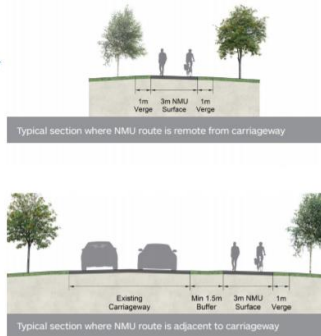 1m Verge
3m NMU Surface
1m Verge
Typical section where NMU route is remote from carriageway
Existing Carriageway
Min 1.5m Buffer
3m NMU Surface
1m Verge
Typical section where NMU route is adjacent to carriageway